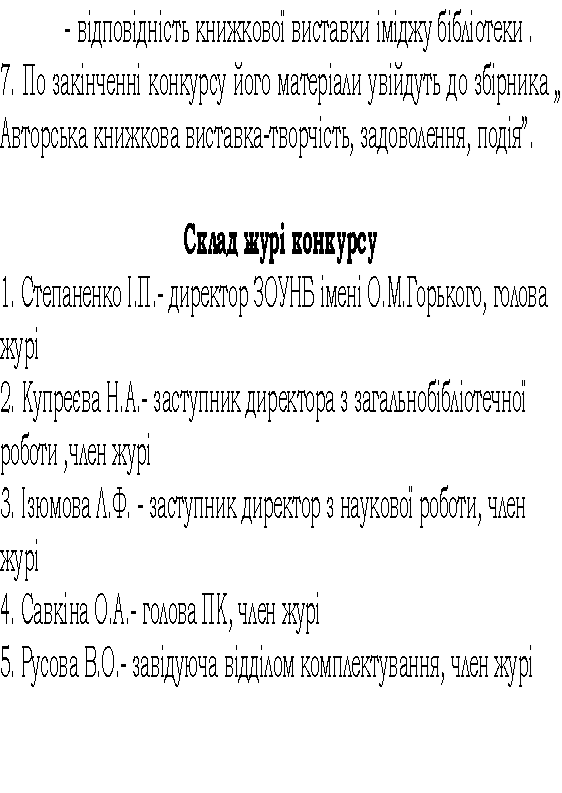 - відповідність книжкової виставки іміджу бібліотеки .
7. По закінченні конкурсу його матеріали увійдуть до збірника „
Авторська книжкова виставка-творчість, задоволення, подія”.
Склад журі конкурсу
1. Степаненко І.П.- директор ЗОУНБ імені О.М.Горького, голова
журі
2. Купреєва Н.А.- заступник директора з загальнобібліотечної
роботи ,член журі
3. Ізюмова Л.Ф. - заступник директор з наукової роботи, член
журі
4. Савкіна О.А.- голова ПК, член журі
5. Русова В.О.- завідуюча відділом комплектування, член журі